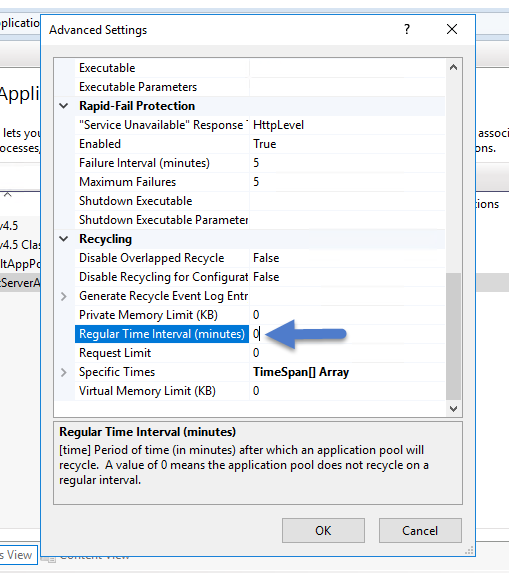 plicatio
Advanced Settings
?
Executable
Executable Parameters
Appli
Rapid-Fail Protection
"Service Unavailable" Response T HttpLevel
lets you associ
Enabled True
ocesses, ons.
Failure Interval (minutes) 5
Maximum Failures 5
Shutdown Executable
tions
Shutdown Executable Parameter
v4.5
Recycling
v4.5 Clas
Disable Overlapped Recycle False
ltAppPo
Disable Recycling for Configurat False
tServerA
Generate Recycle Event Log Entr
Private Memory Limit (KB) 0
Regular Time Interval (minutes) 0
Request Limit 0
Specific Times TimeSpan[] Array
Virtual Memory Limit (KB) 0
Regular Time Interval (minutes)
[time] Period of time (in minutes) after which an application pool will
recycle. A value of 0 means the application pool does not recycle on a
regular interval.
OK Cancel
s View Content View